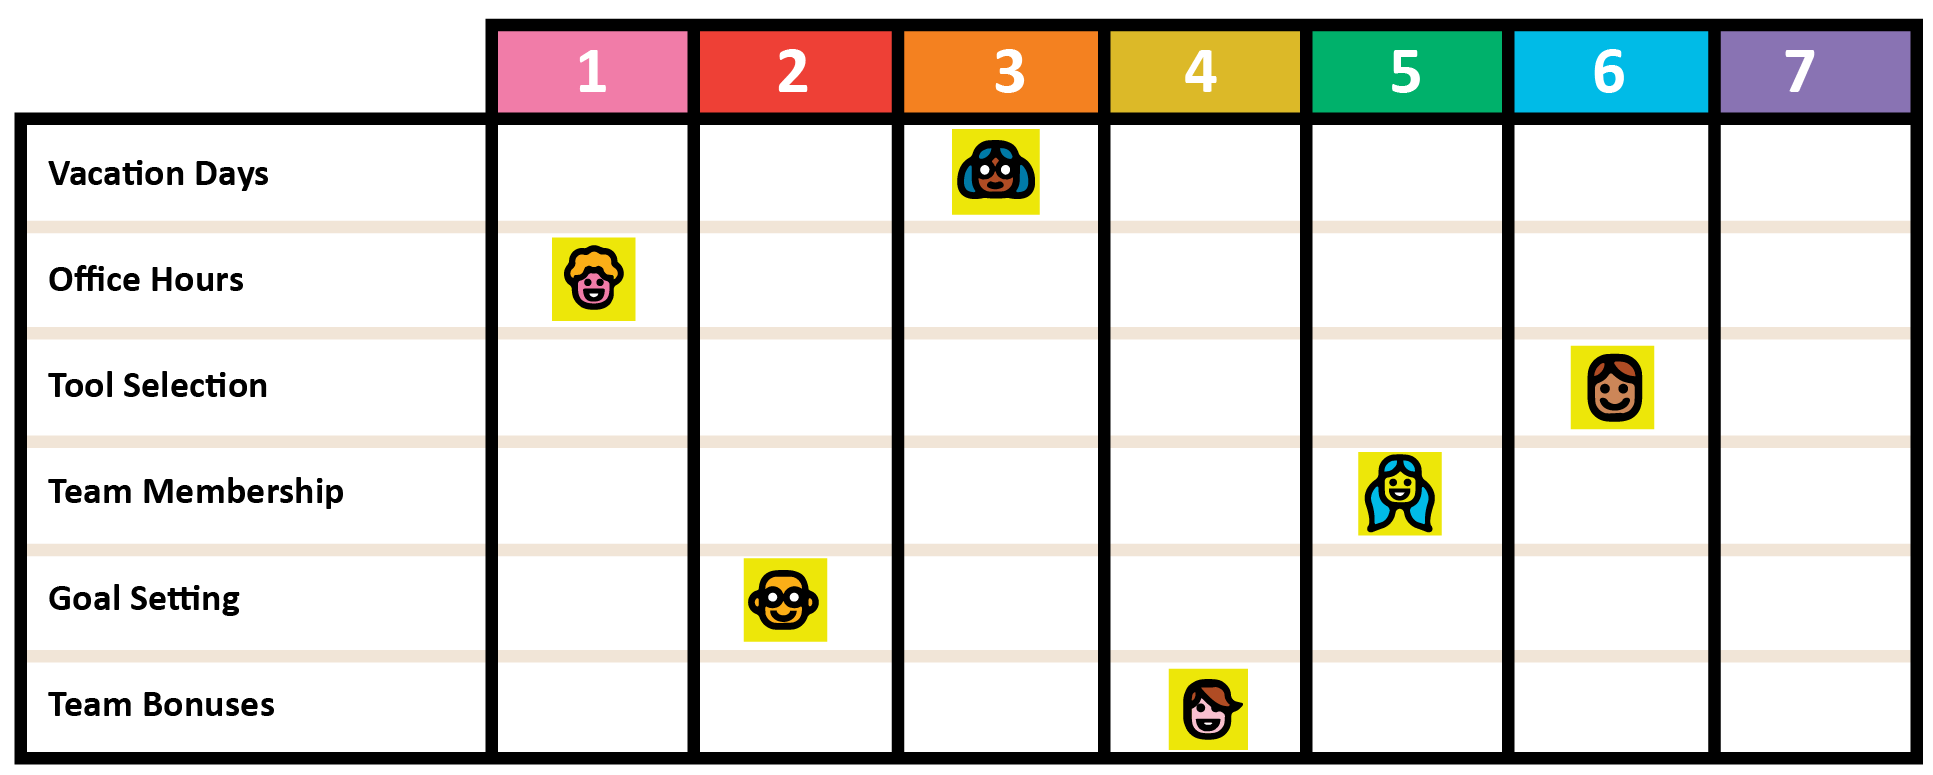 1 2 3 4 5 6 7
Vacation Days
Office Hours
Tool Selection
Team Membership
Goal Setting
Team Bonuses